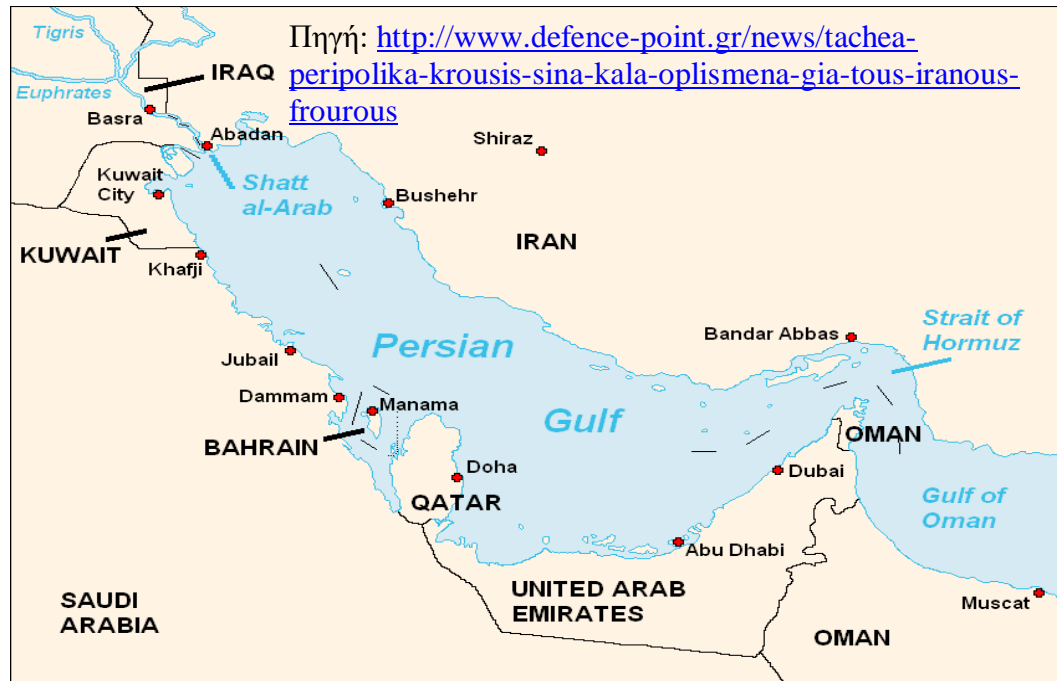 Tigris
Πηγή: http://www.defence-point.gr/news/tachea-
peripolika-krousis-sina-kala-oplismena-gia-tous-iranous-
frourous
IRAQ
Euphrates
Basra
Abadan
Shiraz
Kuwait
City
Shatt
al-Arab
Bushehr
IRAN
KUWAIT
Khafji
Strait of
Hormuz
Bandar Abbas
Persian
Jubail
Dammam
Manama
Gulf
BAHRAIN
OMAN
Doha
Dubai
QATAR
Gulf of
Oman
Abu Dhabi
UNITED ARAB
EMIRATES
SAUDI
ARABIA
Muscat
OMAN